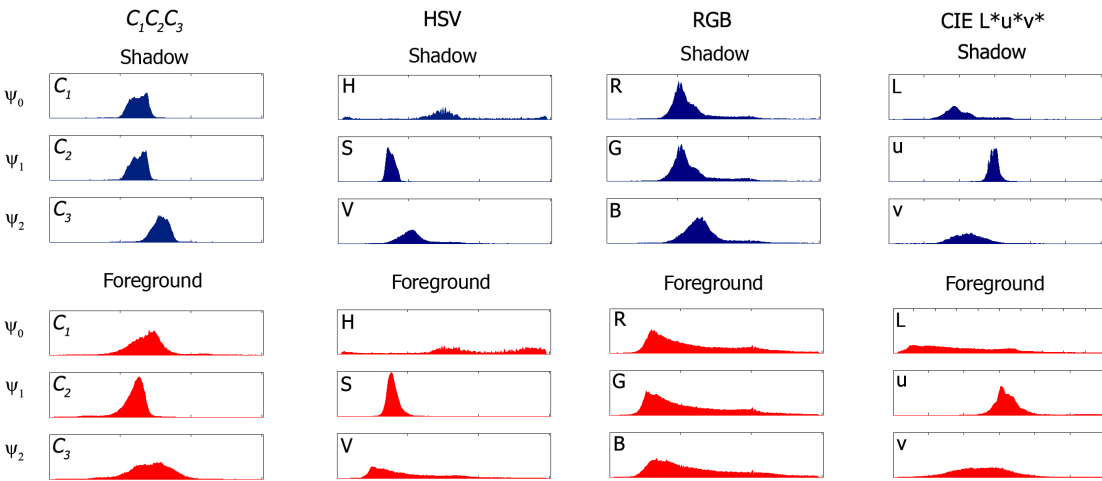 C₁C₂C₃ HSV RGB CIE L*u*v*
Shadow Shadow Shadow Shadow
ψ₀ C₁ H R L
ψ₁ C₂ S G u
ψ₂ C₃ V B v
Foreground Foreground Foreground Foreground
ψ₀ C₁ H R L
ψ₁ C₂ S G u
ψ₂ C₃ V B v